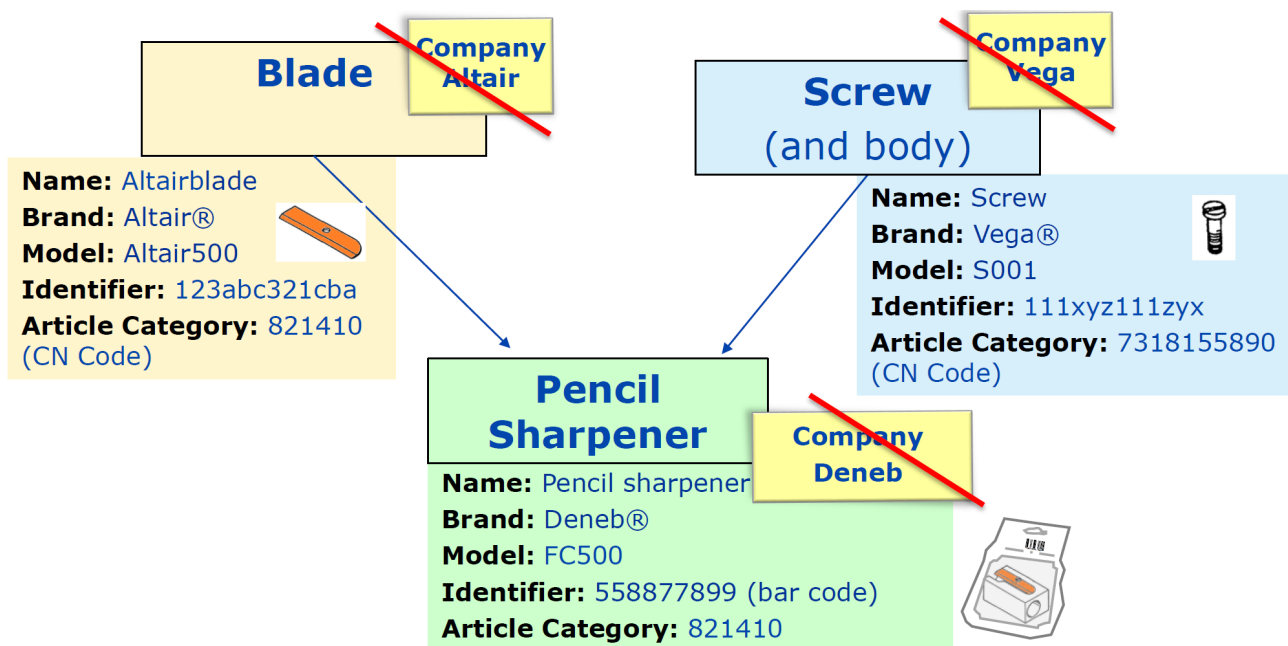 Blade
Company
Altair
Name: Altairblade
Brand: Altair®
Model: Altair500
Identifier: 123abc321cba
Article Category: 821410
(CN Code)
Screw
(and body)
Company
Vega
Name: Screw
Brand: Vega®
Model: S001
Identifier: 111xyz111zyx
Article Category: 7318155890
(CN Code)
Pencil
Sharpener
Company
Deneb
Name: Pencil sharpener
Brand: Deneb®
Model: FC500
Identifier: 558877899 (bar code)
Article Category: 821410